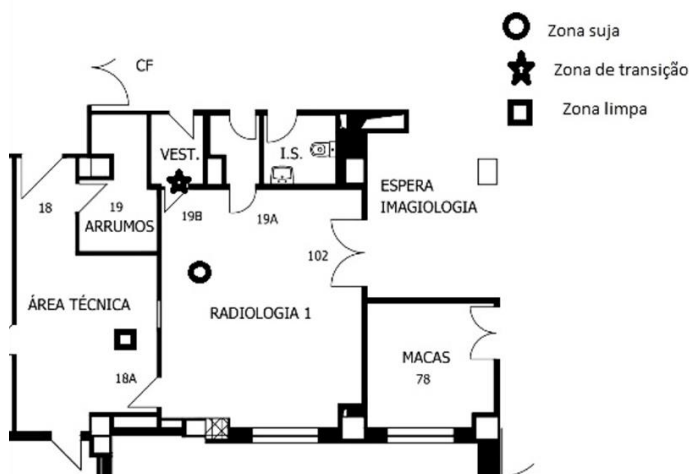 Zona suja
Zona de transição
Zona limpa
CF
VEST.
I.S.
18
19
ARRUMOS
19B
19A
ESPERA
IMAGIOLOGIA
102
ÁREA TÉCNICA
RADIOLOGIA 1
18A
MACAS
78